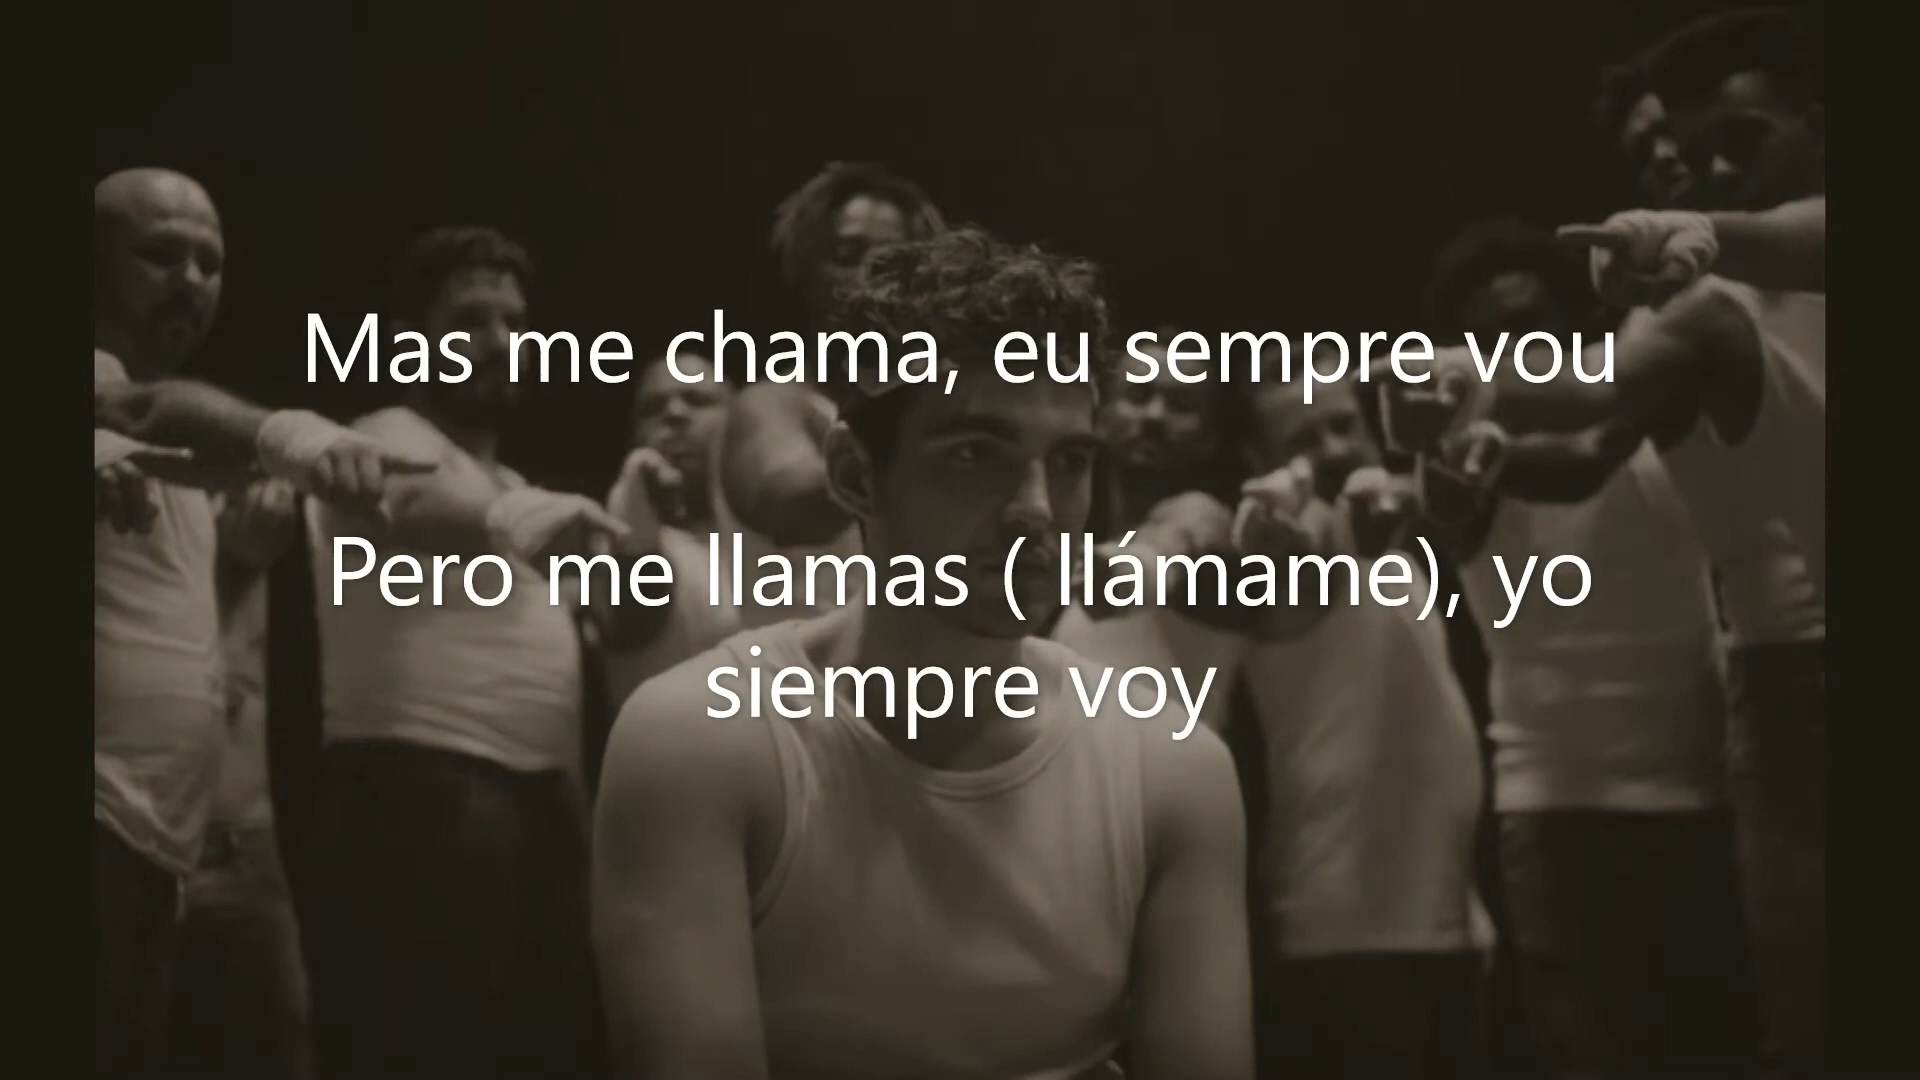 Mas me chama, eu sempre vou
Pero me llamas ( llámame), yo
siempre voy